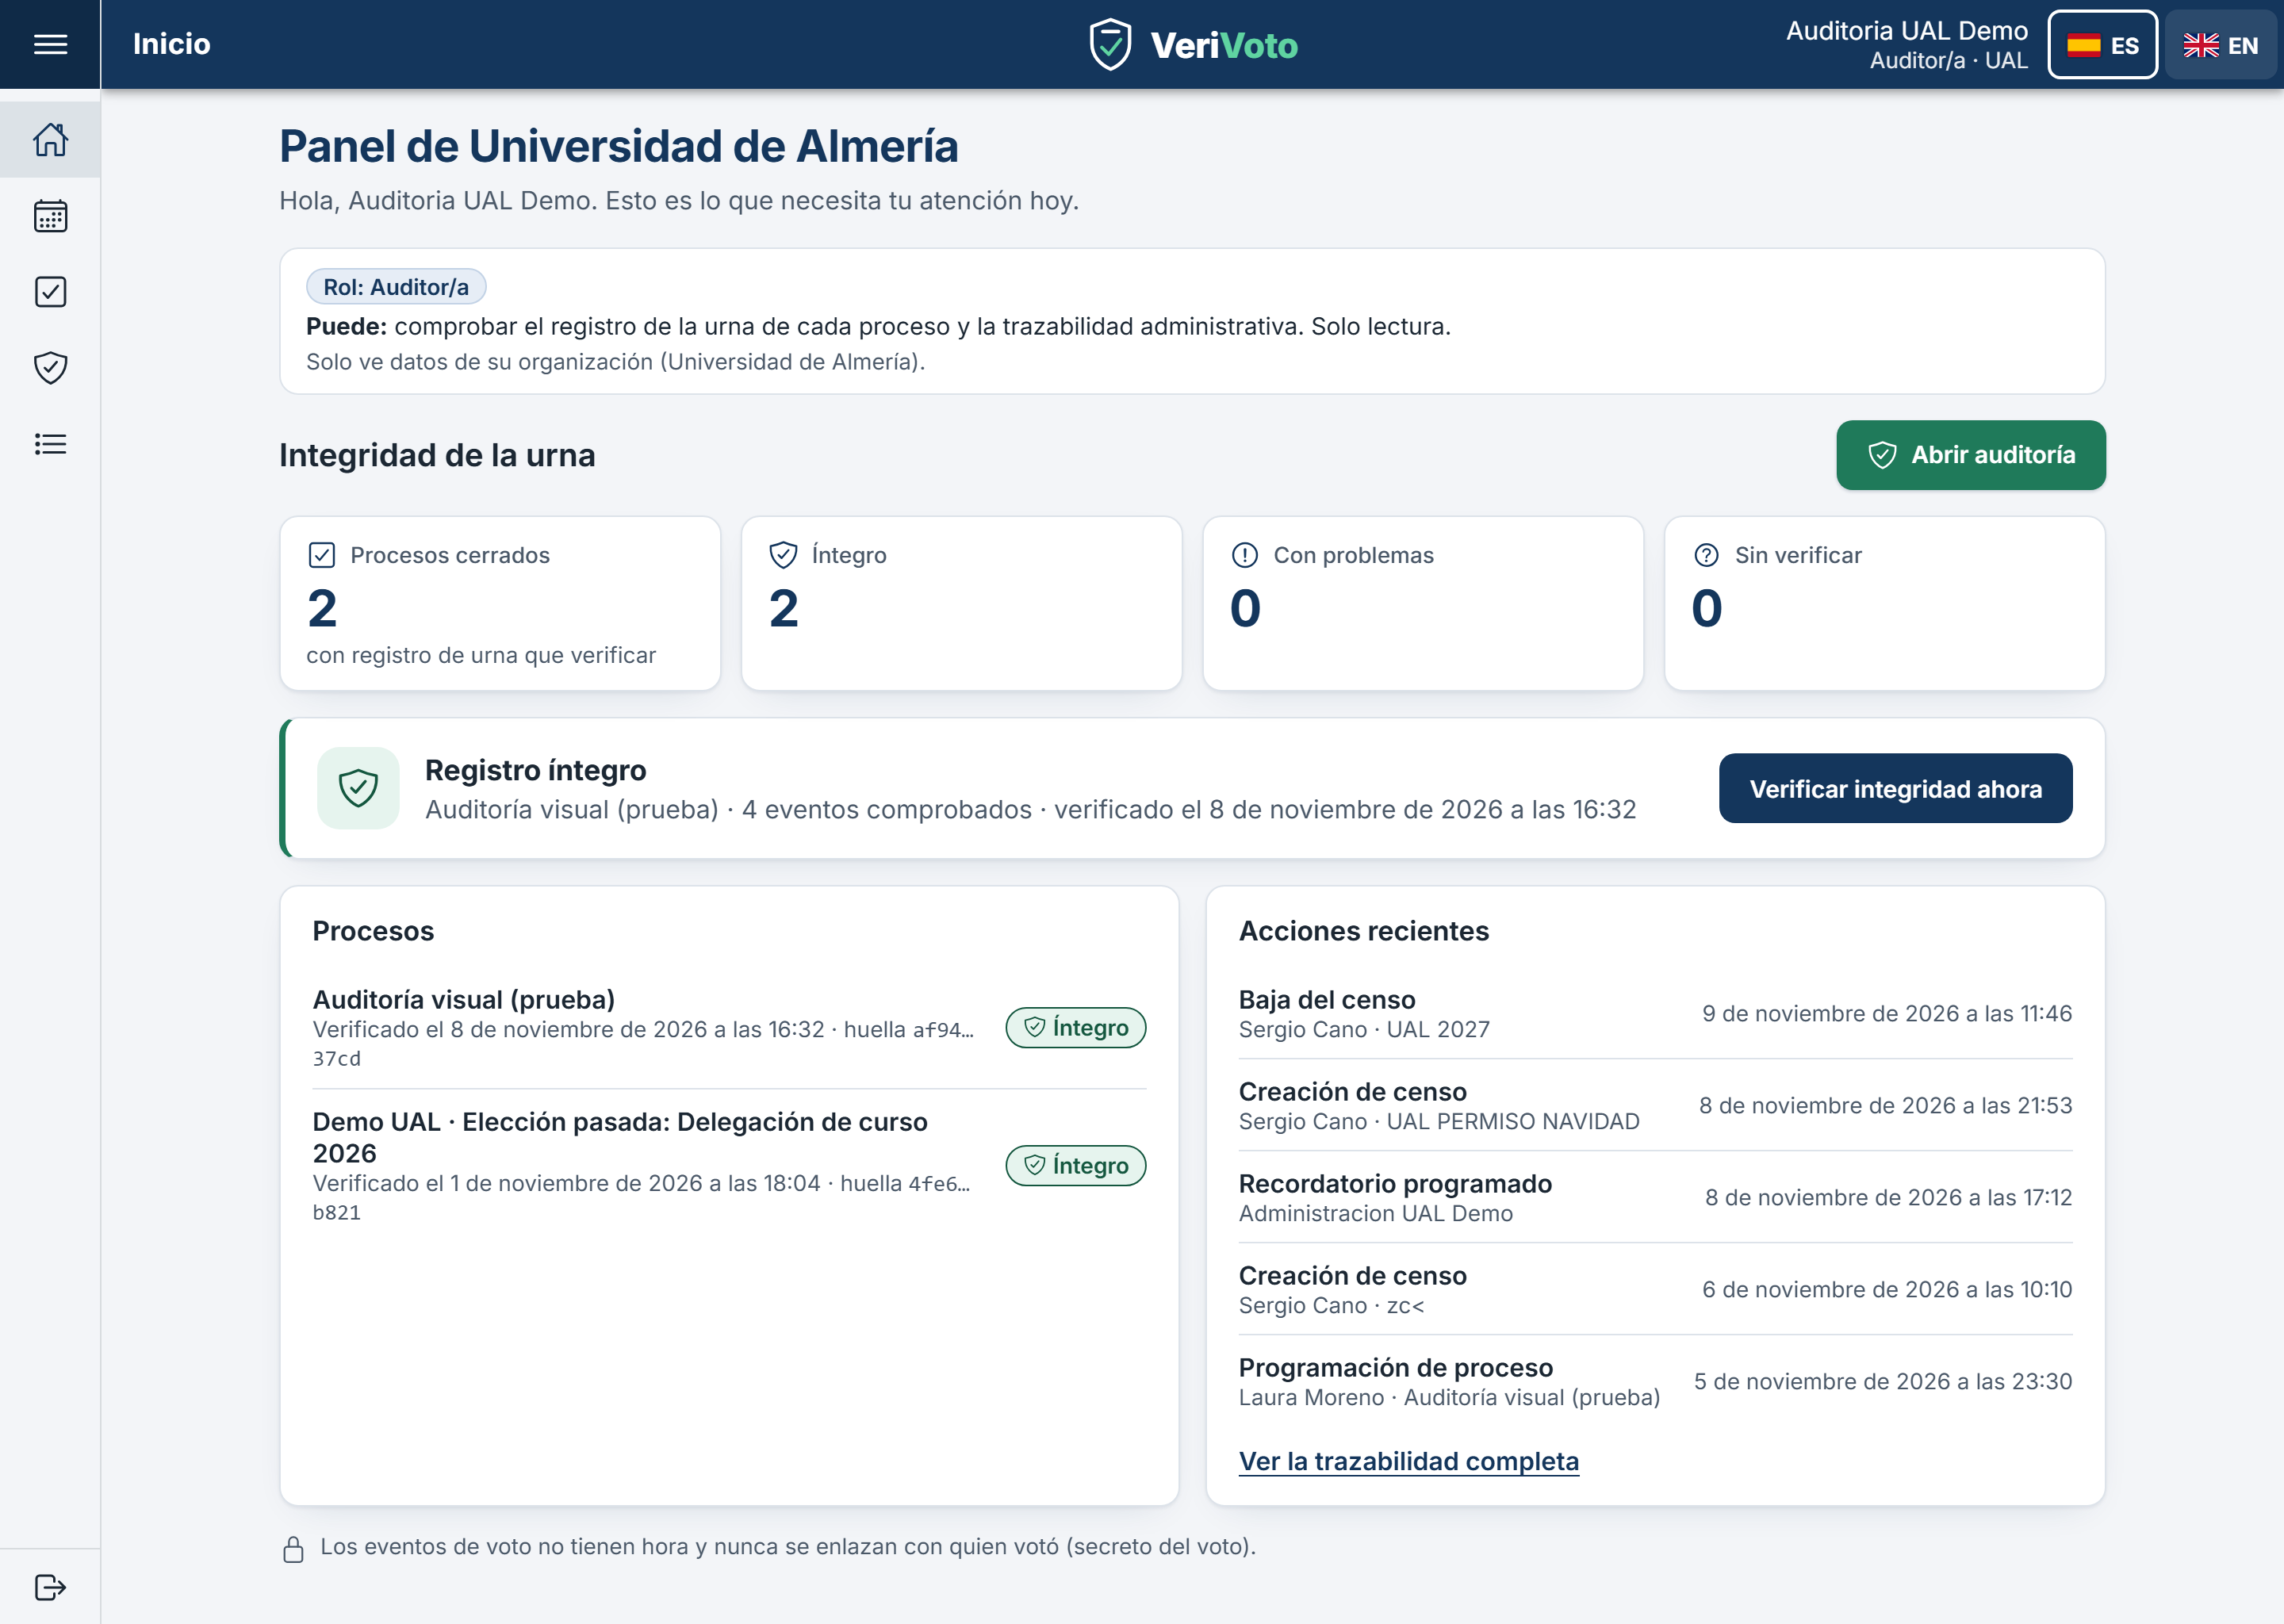 Inicio
VeriVoto
Auditoria UAL Demo
Auditor/a · UAL
ES
EN
Panel de Universidad de Almería
Hola, Auditoria UAL Demo. Esto es lo que necesita tu atención hoy.
Rol: Auditor/a
Puede: comprobar el registro de la urna de cada proceso y la trazabilidad administrativa. Solo lectura.
Solo ve datos de su organización (Universidad de Almería).
Integridad de la urna
Abrir auditoría
Procesos cerrados
2
con registro de urna que verificar
Íntegro
2
Con problemas
0
Sin verificar
0
Registro íntegro
Auditoría visual (prueba) · 4 eventos comprobados · verificado el 8 de noviembre de 2026 a las 16:32
Verificar integridad ahora
Procesos
Auditoría visual (prueba)
Verificado el 8 de noviembre de 2026 a las 16:32 · huella af94…
37cd
Íntegro
Demo UAL · Elección pasada: Delegación de curso
2026
Verificado el 1 de noviembre de 2026 a las 18:04 · huella 4fe6…
b821
Íntegro
Acciones recientes
Baja del censo
Sergio Cano · UAL 2027
9 de noviembre de 2026 a las 11:46
Creación de censo
Sergio Cano · UAL PERMISO NAVIDAD
8 de noviembre de 2026 a las 21:53
Recordatorio programado
Administracion UAL Demo
8 de noviembre de 2026 a las 17:12
Creación de censo
Sergio Cano · zc<
6 de noviembre de 2026 a las 10:10
Programación de proceso
Laura Moreno · Auditoría visual (prueba)
5 de noviembre de 2026 a las 23:30
Ver la trazabilidad completa
Los eventos de voto no tienen hora y nunca se enlazan con quien votó (secreto del voto).